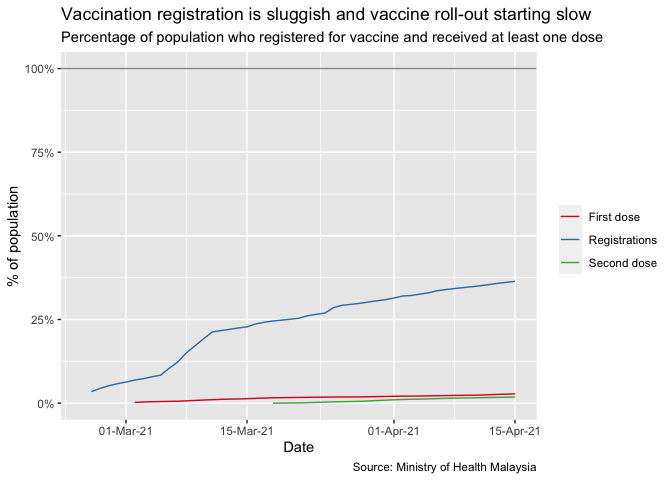 Vaccination registration is sluggish and vaccine roll-out starting slow
Percentage of population who registered for vaccine and received at least one dose
100%
75%
50%
25%
0%
% of population
01-Mar-21
15-Mar-21
01-Apr-21
15-Apr-21
Date
First dose
Registrations
Second dose
Source: Ministry of Health Malaysia